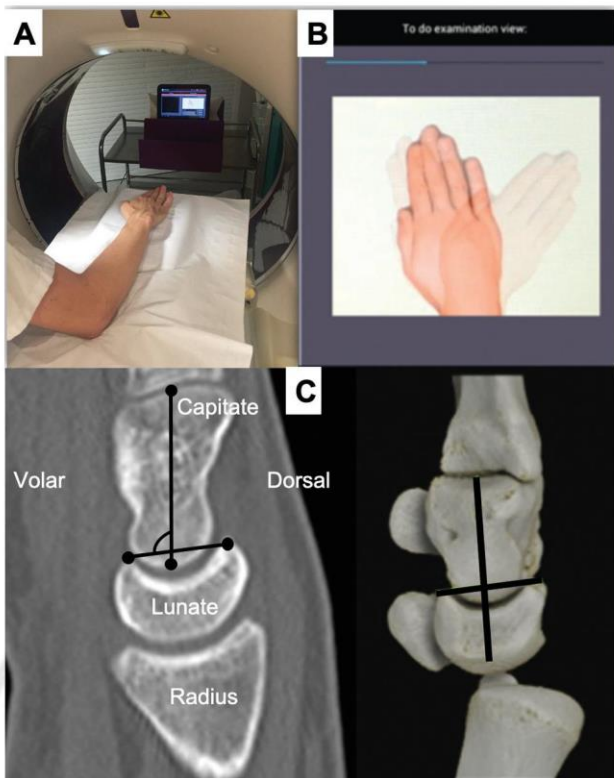 A
B
To do examination view:
Capitate
C
Volar
Dorsal
Lunate
Radius